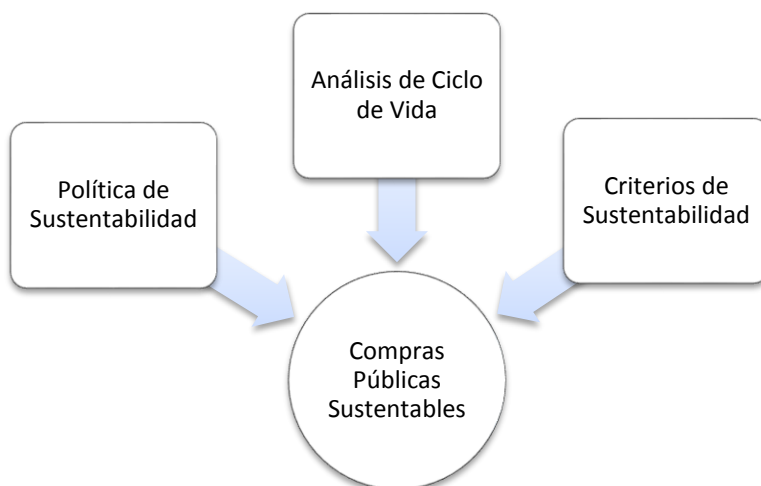 Análisis de Ciclo
de Vida
Política de
Sustentabilidad
Criterios de
Sustentabilidad
Compras
Públicas
Sustentables